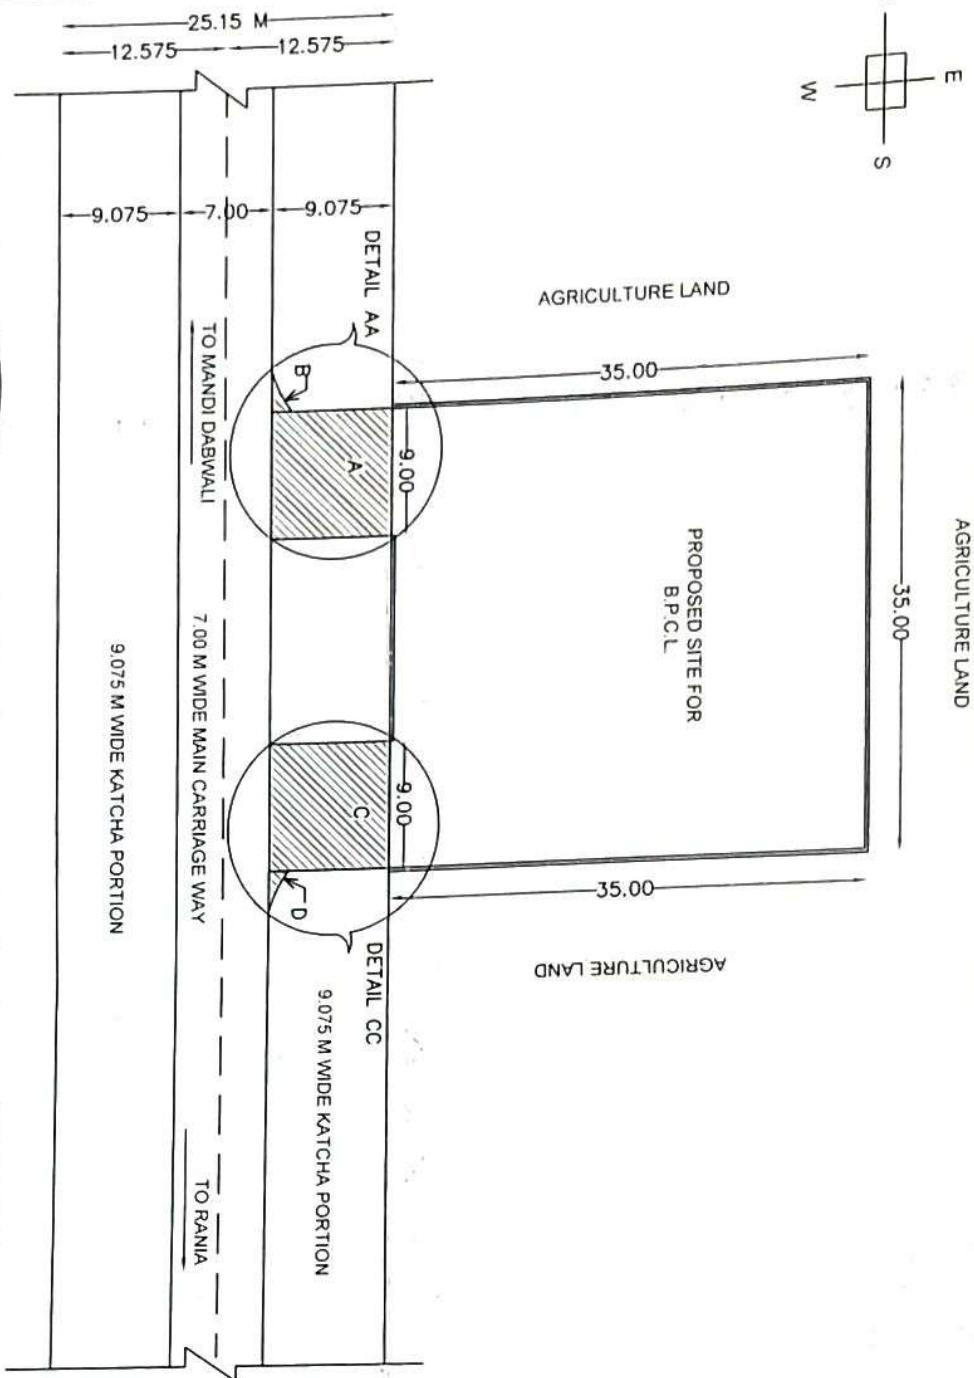 25.15 M
12.575
12.575
E
W
S
9.075
7.00
9.075
DETAIL AA
AGRICULTURE LAND
35.00
B
A
9.00
TO MANDI DABWALI
PROPOSED SITE FOR
B.P.C.L.
35.00
AGRICULTURE LAND
7.00 M WIDE MAIN CARRIAGE WAY
9.075 M WIDE KATCHA PORTION
9.00
C
D
35.00
DETAIL CC
AGRICULTURE LAND
9.075 M WIDE KATCHA PORTION
TO RANIA